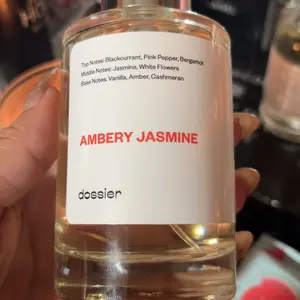 Top Notes: Blackcurrant, Pink Pepper, Bergamot
Middle Notes: Jasmine, White Flowers
Base Notes: Vanilla, Amber, Cashmeran
AMBERY JASMINE
dossier